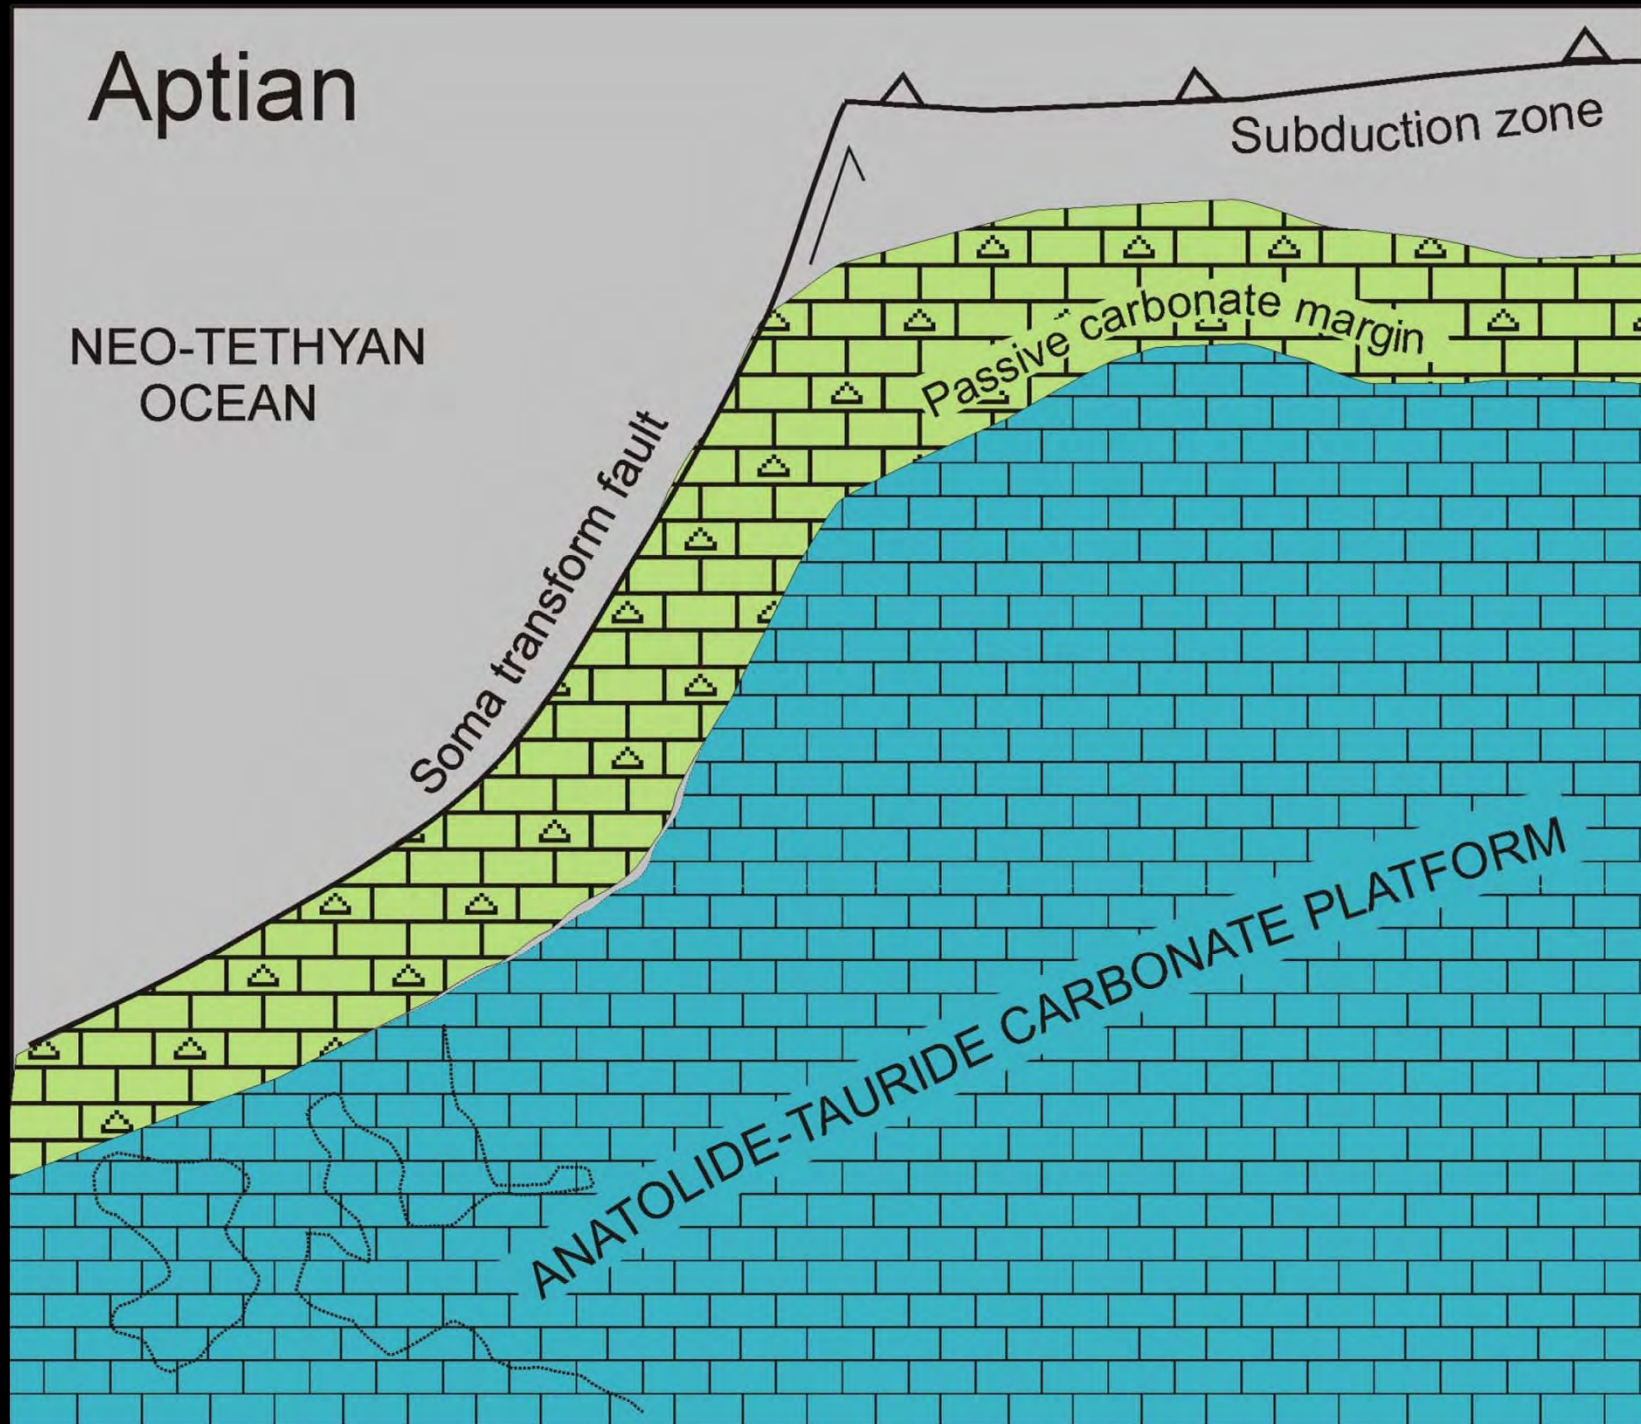 Aptian
Subduction zone
Passive carbonate margin
NEO-TETHYAN
OCEAN
Soma transform fault
ANATOLIDE-TAURIDE CARBONATE PLATFORM